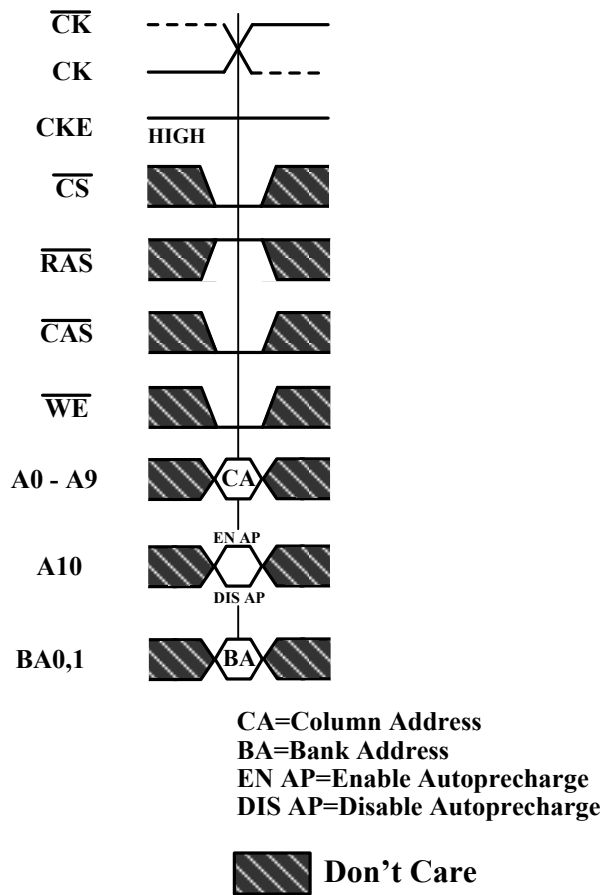 CK
CK
CKE
HIGH
CS
RAS
CAS
WE
A0 - A9
CA
EN AP
A10
DIS AP
BA0,1
BA
CA=Column Address
BA=Bank Address
EN AP=Enable Autoprecharge
DIS AP=Disable Autoprecharge
Don't Care